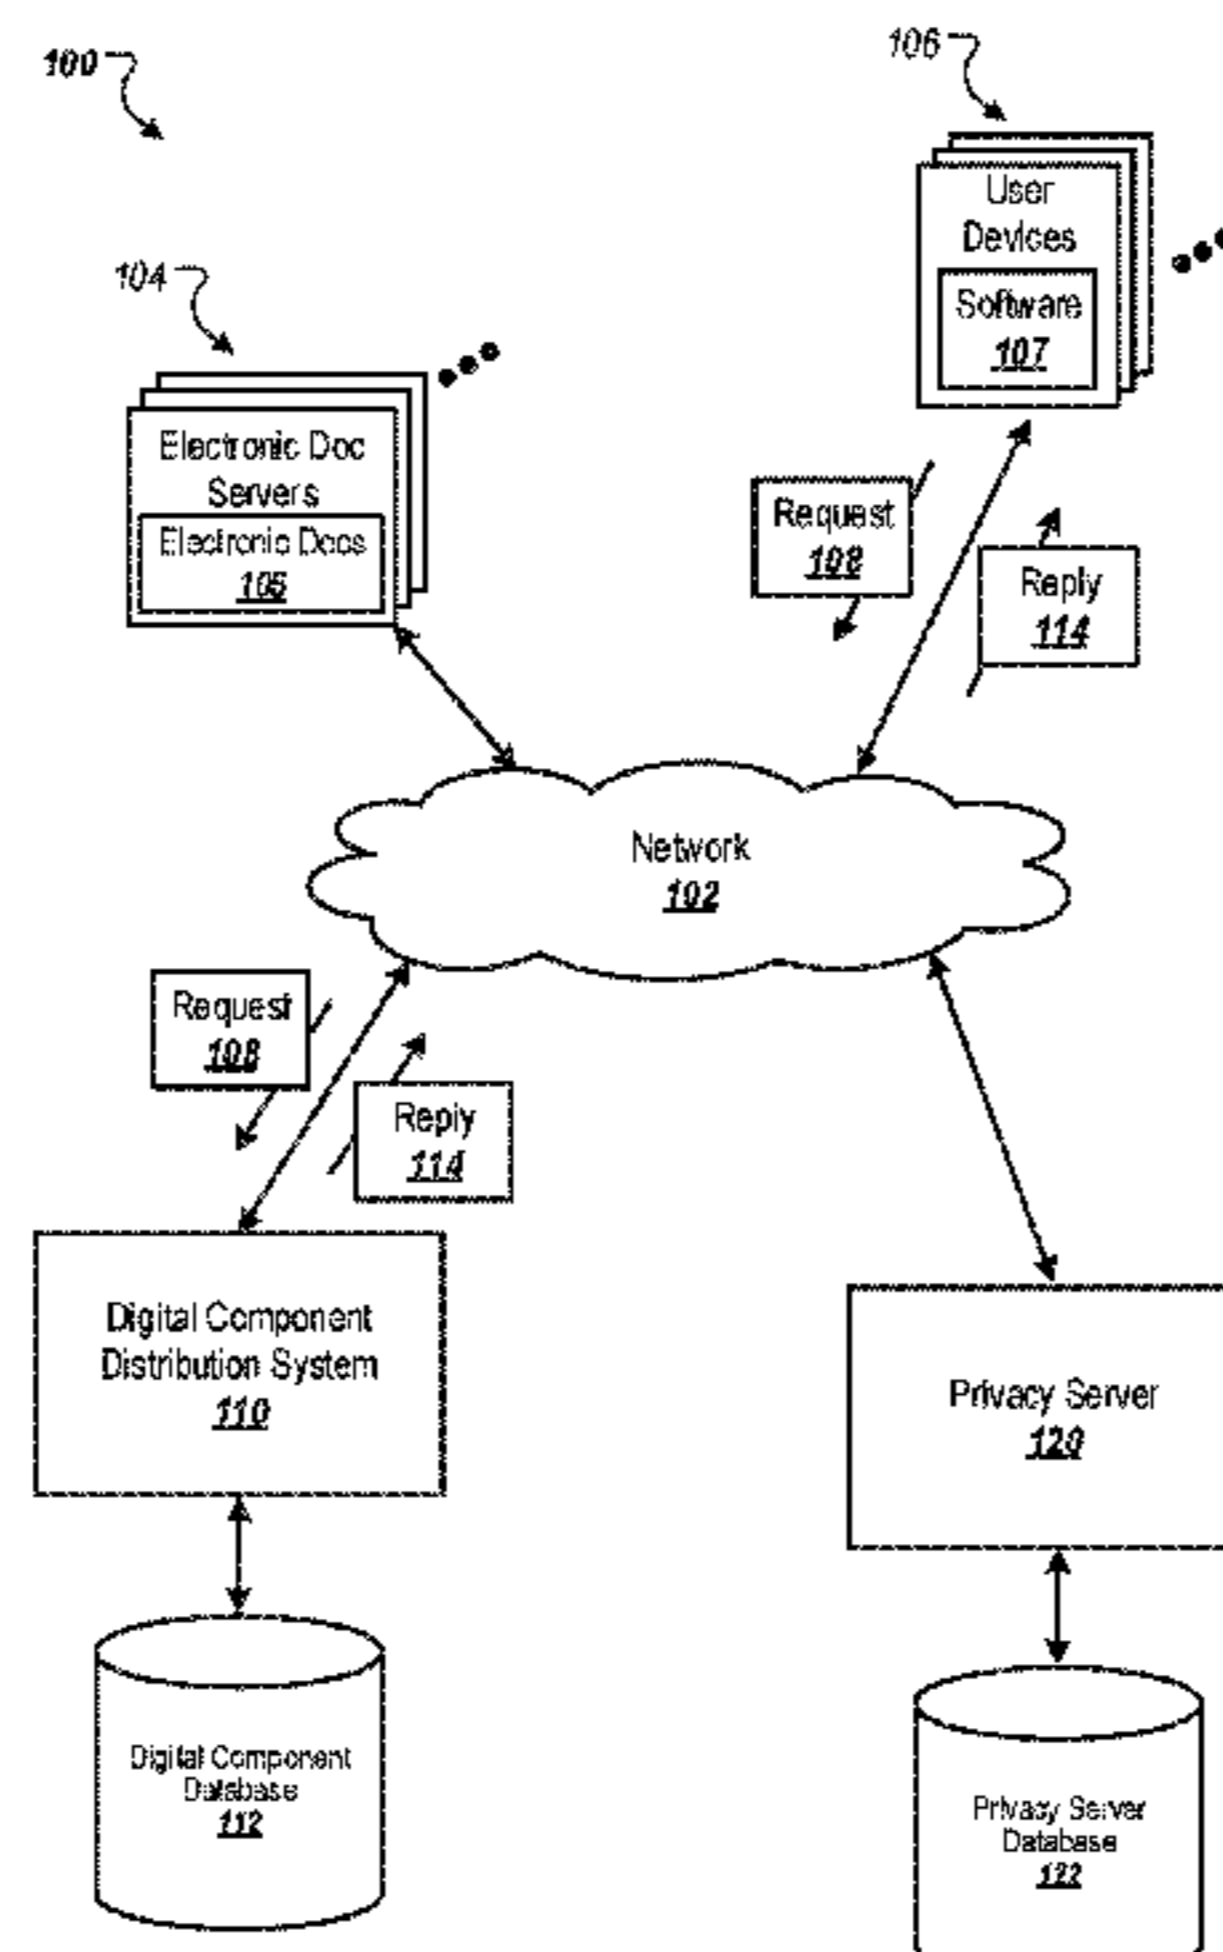 100
106
User
Devices
Software
107
104
Electronic Doc
Servers
Electronic Docs
105
Request
108
Reply
114
Network
102
Request
108
Reply
114
Digital Component
Distribution System
110
Privacy Server
120
Digital Component
Database
112
Privacy Server
Database
122